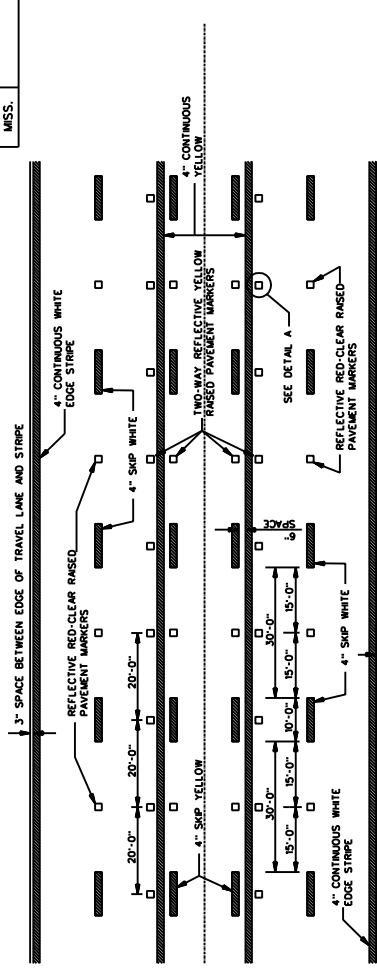 MISS.
3" SPACE BETWEEN EDGE OF TRAVEL LANE AND STRIPE
4" CONTINUOUS WHITE
EDGE STRIPE
REFLECTIVE RED-CLEAR RAISED
PAVEMENT MARKERS
4" SKIP WHITE
4" CONTINUOUS
YELLOW
20'-0"
20'-0"
20'-0"
TWO-WAY REFLECTIVE YELLOW
RAISED PAVEMENT MARKERS
4" SKIP YELLOW
6"
SPACE
SEE DETAIL A
30'-0"
30'-0"
15'-0"
15'-0"
10'-0"
15'-0"
15'-0"
4" SKIP WHITE
REFLECTIVE RED-CLEAR RAISED-
PAVEMENT MARKERS
4" CONTINUOUS WHITE
EDGE STRIPE